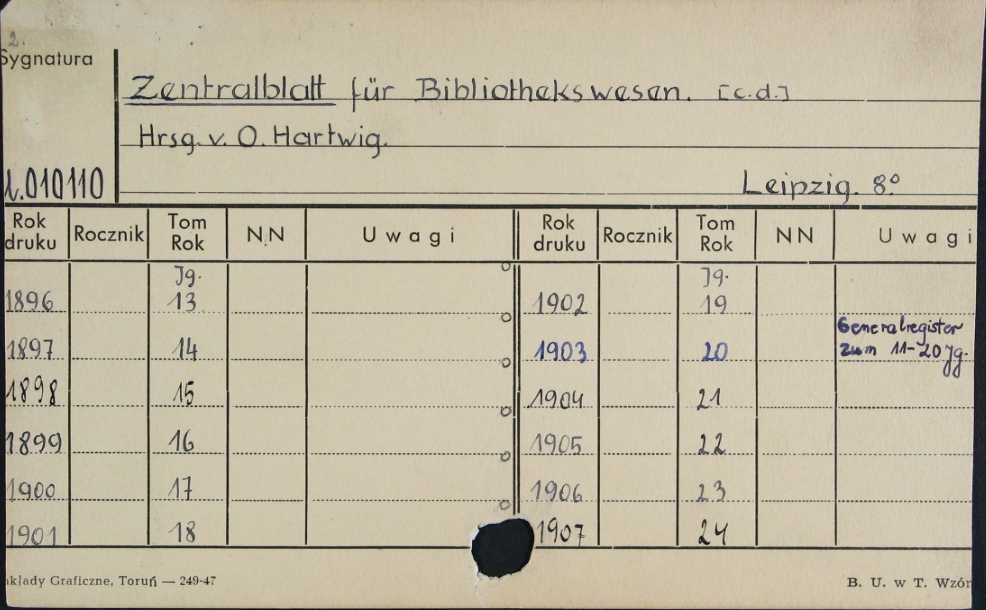 2.
Sygnatura
Zentralblatt für Bibliothekswesen. [c.d.]
Hrsg. v. O. Hartwig.
010110
Leipzig. 8°
Rok druku Rocznik Tom Rok NN Uwagi Rok druku Rocznik Tom Rok NN Uwagi
Jg. Jg.
1896 13 1902 19
Generalregister
1897 14 1903 20 zum 11-20 Jg.
1898 15 1904 21
1899 16 1905 22
1900 17 1906 23
1901 18 1907 24
akłady Graficzne, Toruń — 249-47 B. U. w T. Wzór